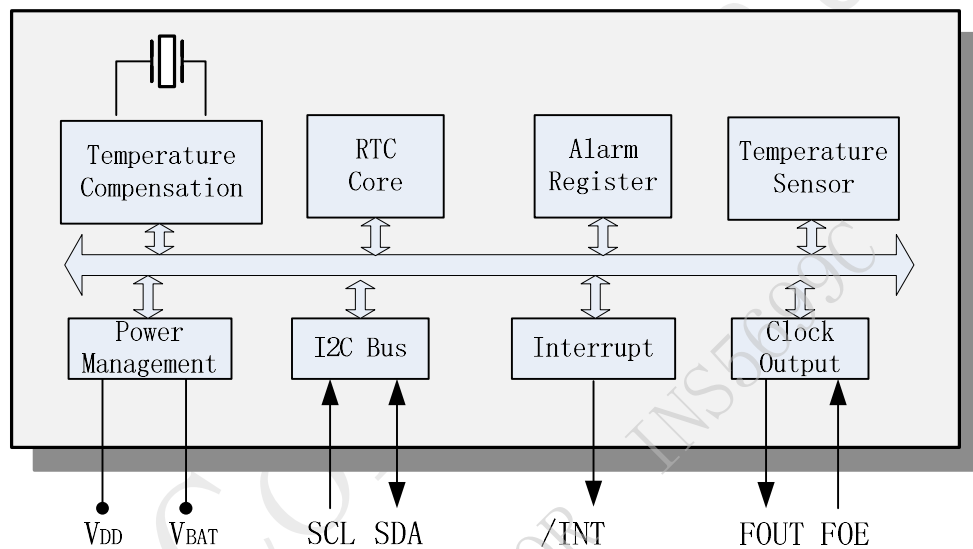 Temperature
Compensation
RTC
Core
Alarm
Register
Temperature
Sensor
Power
Management
I2C Bus
Interrupt
Clock
Output
VDD
VBAT
SCL
SDA
/INT
FOUT
FOE
INS5699C